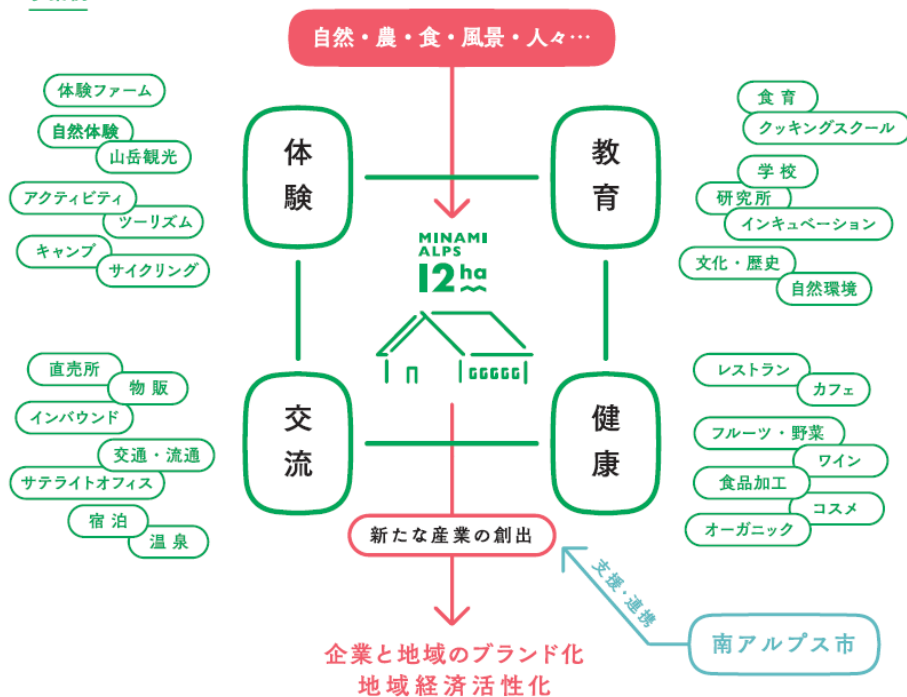 自然・農・食・風景・人々…
体験ファーム
自然体験
山岳観光
アクティビティ
ツーリズム
キャンプ
サイクリング
体験
教育
食育
クッキングスクール
学校
研究所
インキュベーション
文化・歴史
自然環境
MINAMI
ALPS
12ha
直売所
物販
インバウンド
交通・流通
サテライトオフィス
宿泊
温泉
交流
健康
レストラン
カフェ
フルーツ・野菜
ワイン
食品加工
コスメ
オーガニック
新たな産業の創出
支援・連携
南アルプス市
企業と地域のブランド化
地域経済活性化